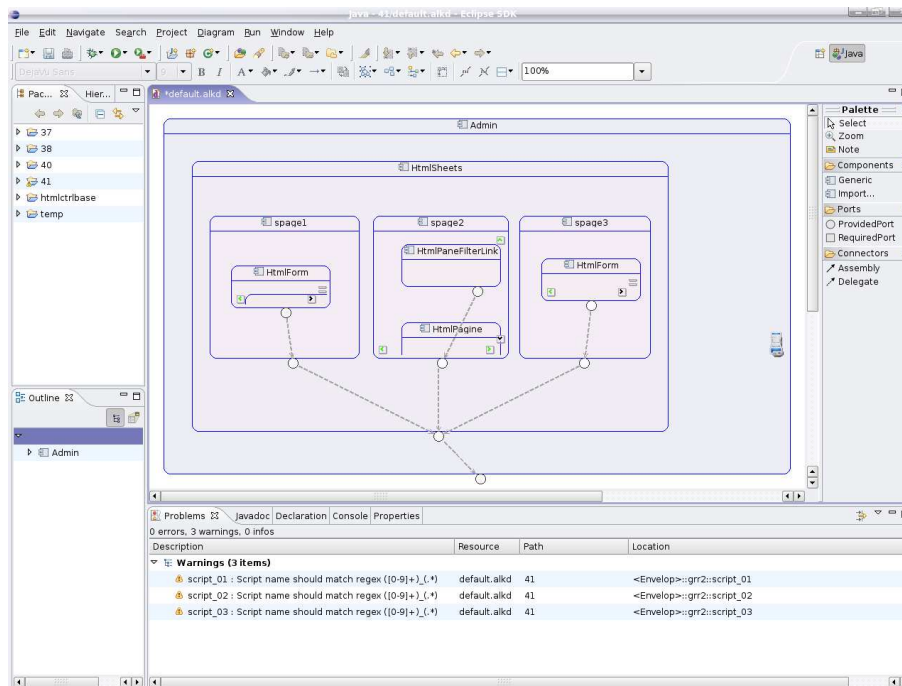 Java - 41/default.alkd - Eclipse SDK
File Edit Navigate Search Project Diagram Run Window Help
Java
DejaVu Sans 9 B I A 100%
Pac... Hier...
*default.alkd
37
38
40
41
htmlctrlbase
temp
Admin
HtmlSheets
spage1 spage2 spage3
HtmlPaneFilterLink
HtmlForm HtmlForm
HtmlPagine
Palette
Select
Zoom
Note
Components
Generic
Import...
Ports
ProvidedPort
RequiredPort
Connectors
Assembly
Delegate
Outline
Admin
Problems Javadoc Declaration Console Properties
0 errors, 3 warnings, 0 infos
Description Resource Path Location
Warnings (3 items)
script_01 : Script name should match regex ([0-9]+)_(.*) default.alkd 41 <Envelop>::grr2::script_01
script_02 : Script name should match regex ([0-9]+)_(.*) default.alkd 41 <Envelop>::grr2::script_02
script_03 : Script name should match regex ([0-9]+)_(.*) default.alkd 41 <Envelop>::grr2::script_03